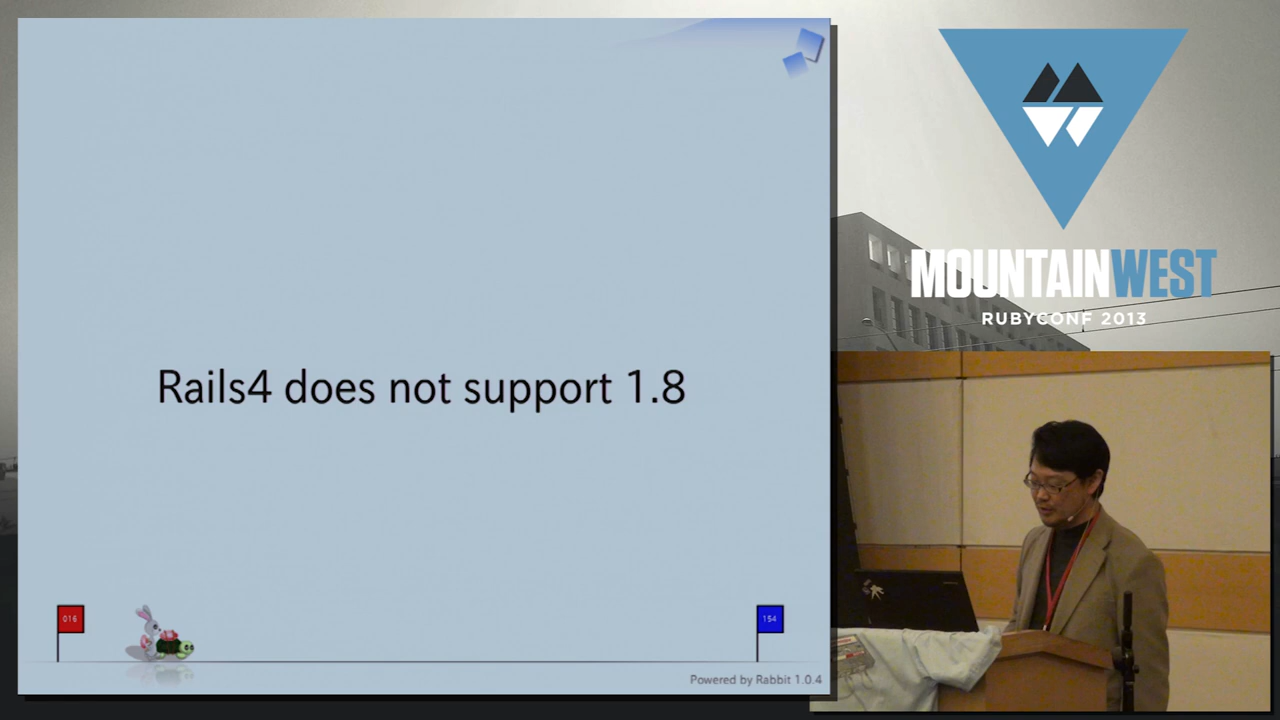 Rails4 does not support 1.8
016
154
Powered by Rabbit 1.0.4
MOUNTAINWEST
RUBYCONF 2013